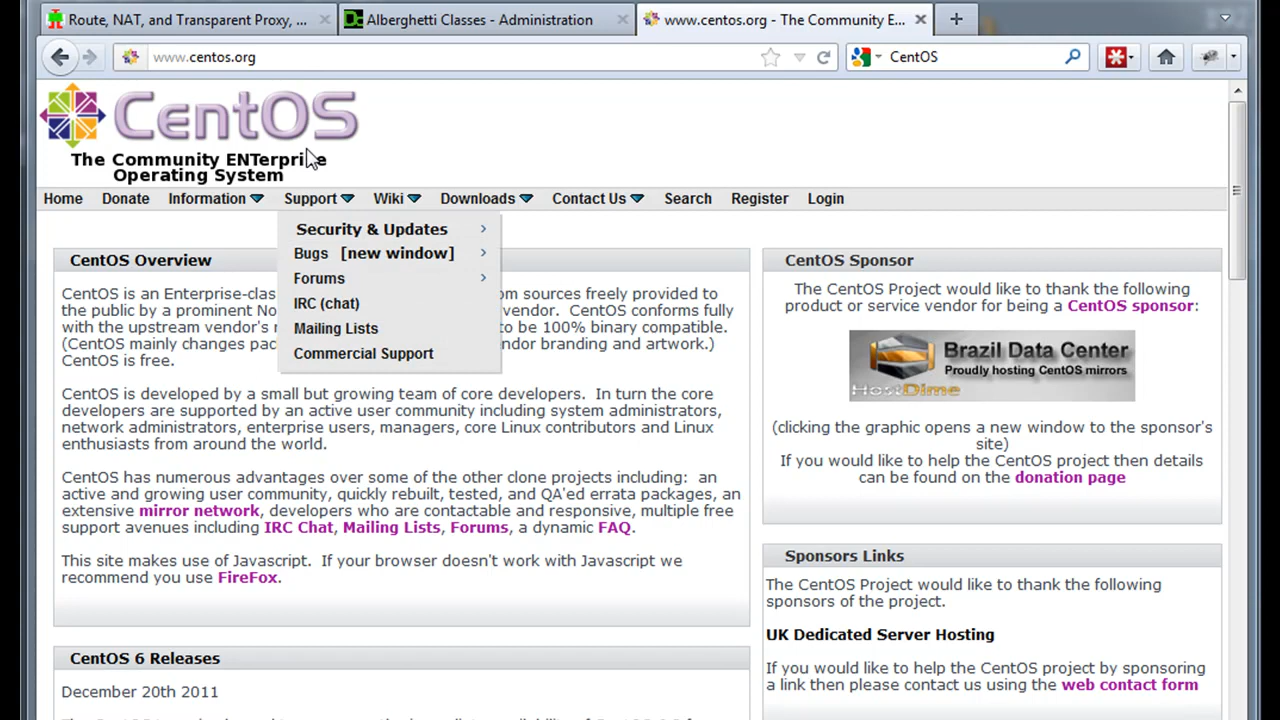 Route, NAT, and Transparent Proxy, ...
Alberghetti Classes - Administration
www.centos.org - The Community E...
www.centos.org
CentOS
CentOS
The Community ENTerprise
Operating System
Home Donate Information Support Wiki Downloads Contact Us Search Register Login
Security & Updates
Bugs [new window]
Forums
IRC (chat)
Mailing Lists
Commercial Support
CentOS Overview
CentOS is an Enterprise-clas om sources freely provided to
the public by a prominent No vendor. CentOS conforms fully
with the upstream vendor's to be 100% binary compatible.
(CentOS mainly changes pac ndor branding and artwork.)
CentOS is free.
CentOS is developed by a small but growing team of core developers. In turn the core
developers are supported by an active user community including system administrators,
network administrators, enterprise users, managers, core Linux contributors and Linux
enthusiasts from around the world.
CentOS has numerous advantages over some of the other clone projects including: an
active and growing user community, quickly rebuilt, tested, and QA'ed errata packages, an
extensive mirror network, developers who are contactable and responsive, multiple free
support avenues including IRC Chat, Mailing Lists, Forums, a dynamic FAQ.
This site makes use of Javascript. If your browser doesn't work with Javascript we
recommend you use FireFox.
CentOS 6 Releases
December 20th 2011
CentOS Sponsor
The CentOS Project would like to thank the following
product or service vendor for being a CentOS sponsor:
Brazil Data Center
Proudly hosting CentOS mirrors
HostDime
(clicking the graphic opens a new window to the sponsor's
site)
If you would like to help the CentOS project then details
can be found on the donation page
Sponsors Links
The CentOS Project would like to thank the following
sponsors of the project.
UK Dedicated Server Hosting
If you would like to help the CentOS project by sponsoring
a link then please contact us using the web contact form